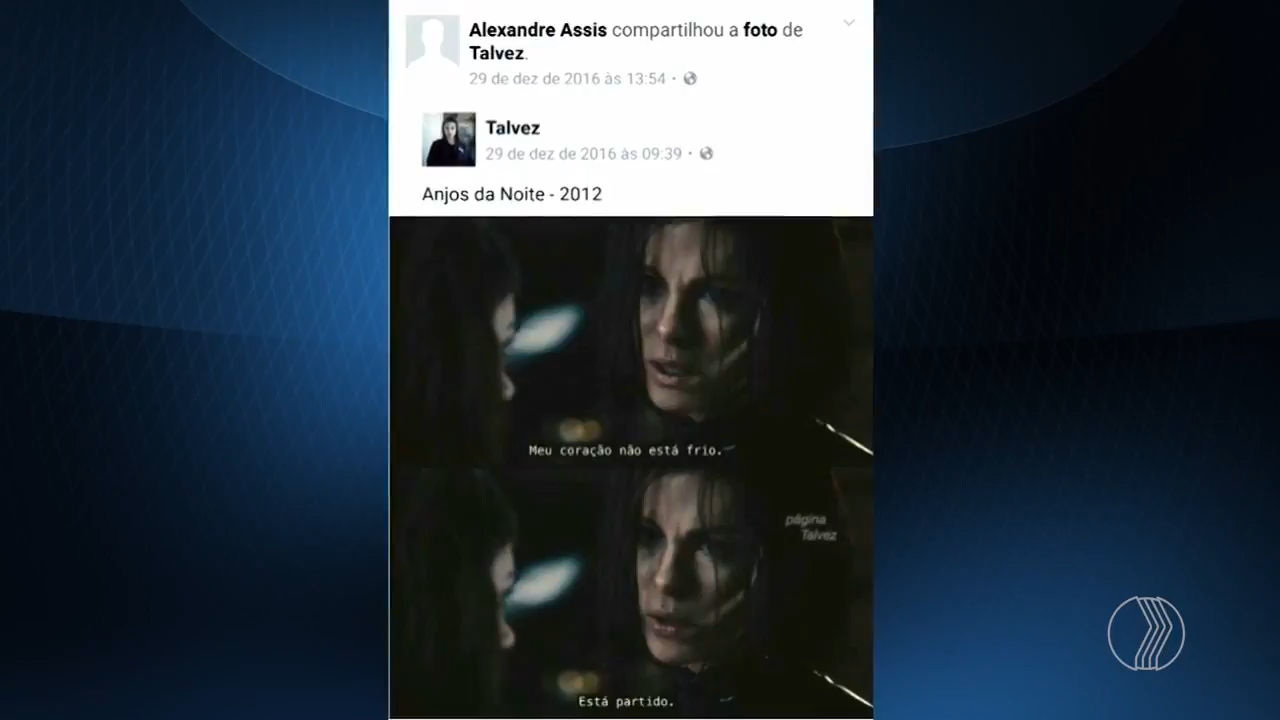 Alexandre Assis compartilhou a foto de
Talvez.
29 de dez de 2016 às 13:54 ·
Talvez
29 de dez de 2016 às 09:39 ·
Anjos da Noite - 2012
Meu coração não está frio.
página
Talvez
Está partido.